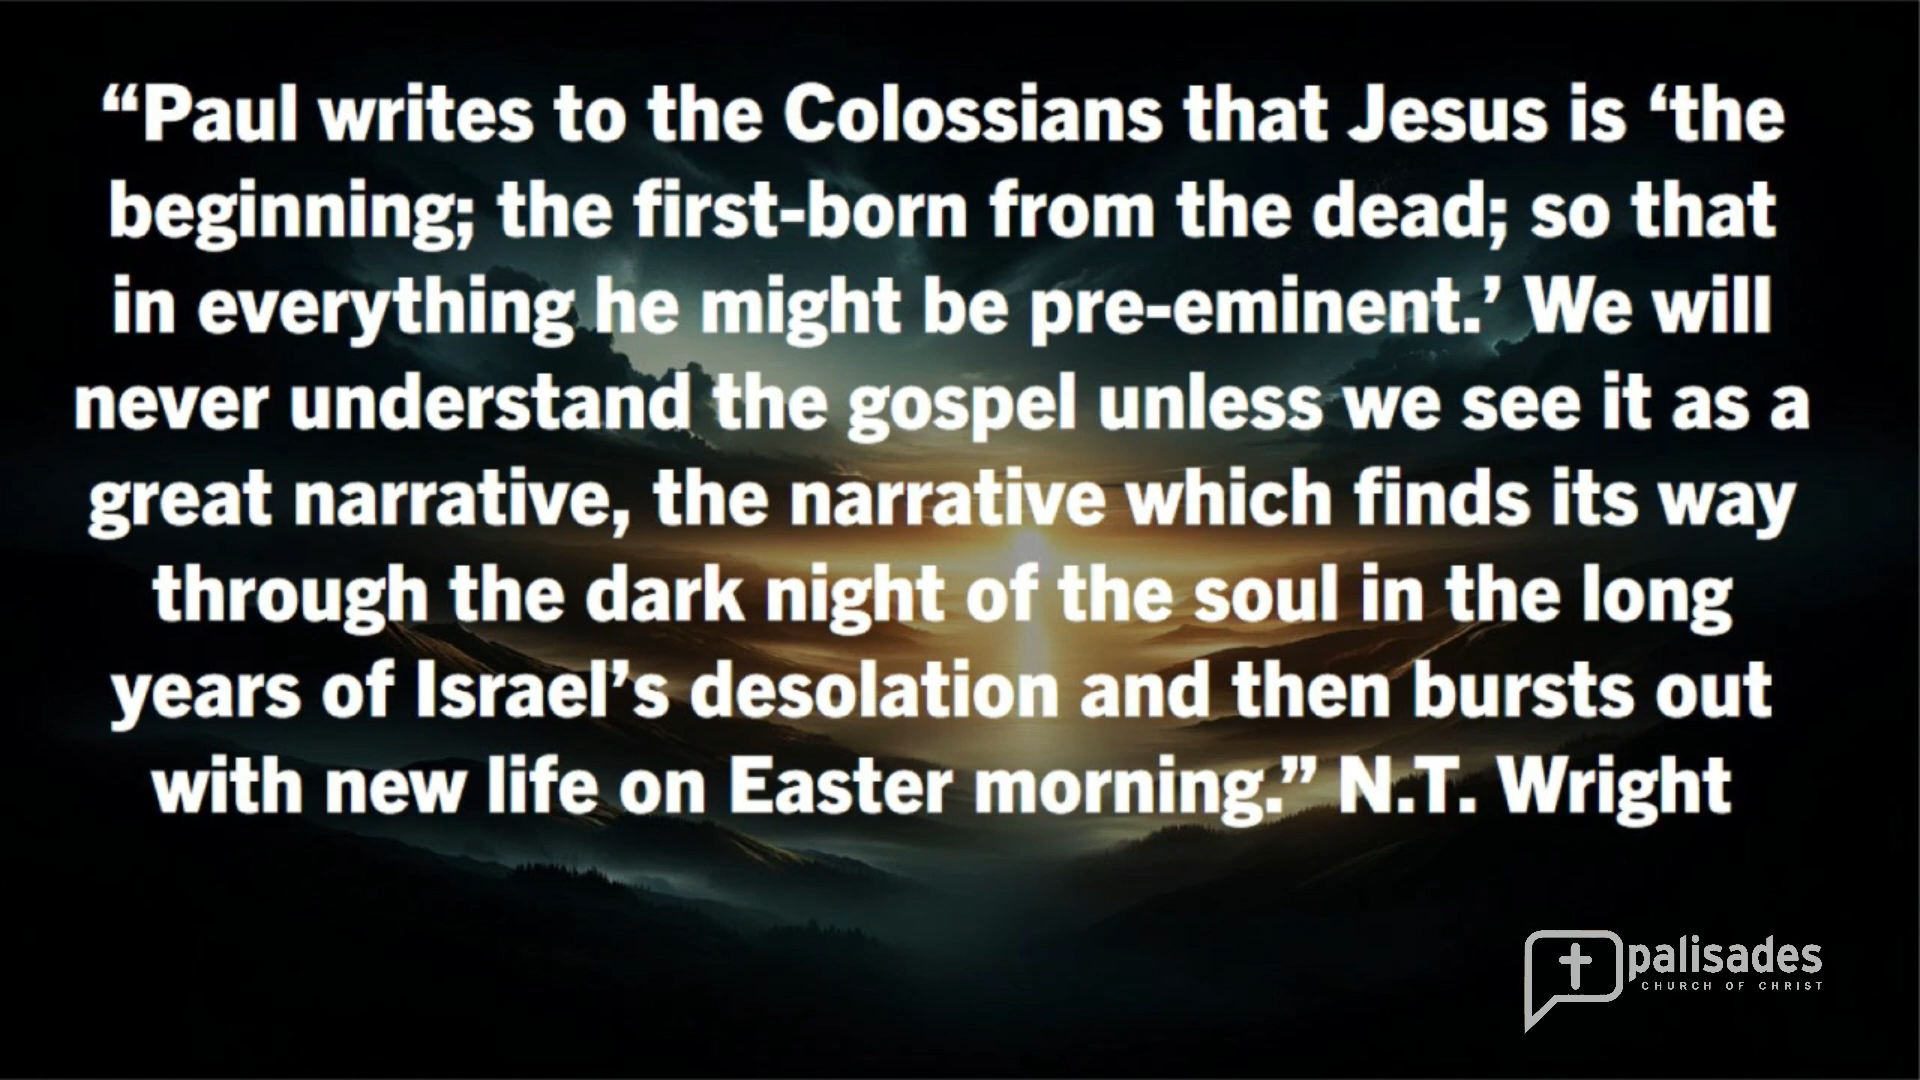 “Paul writes to the Colossians that Jesus is ‘the
beginning; the first-born from the dead; so that
in everything he might be pre-eminent.’ We will
never understand the gospel unless we see it as a
great narrative, the narrative which finds its way
through the dark night of the soul in the long
years of Israel’s desolation and then bursts out
with new life on Easter morning.” N.T. Wright
palisades
CHURCH OF CHRIST